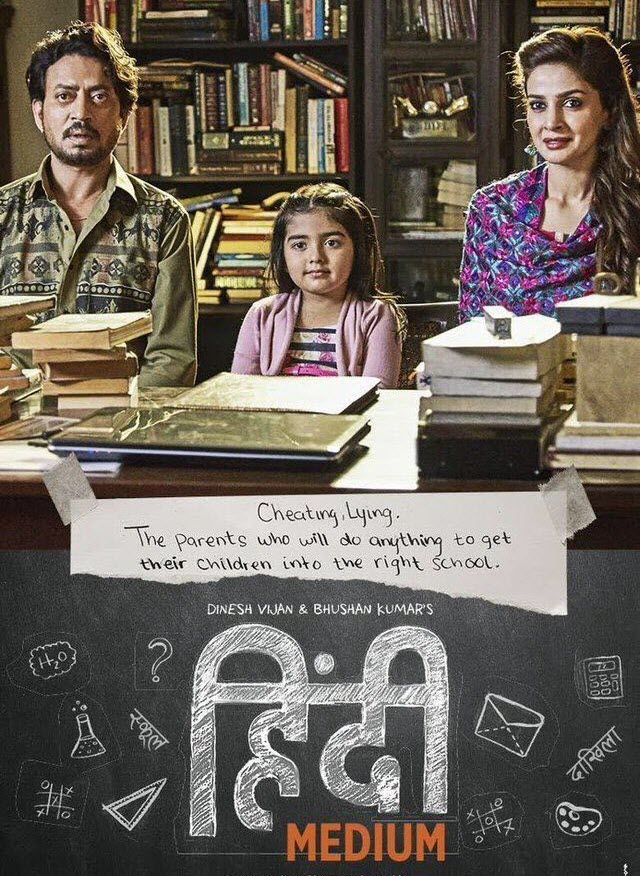 Cheating, Lying.
The parents who will do anything to get
their children into the right school.
DINESH VIJAN & BHUSHAN KUMAR'S
H₂O
?
स्कूल
दाखिला
हिंदी
MEDIUM